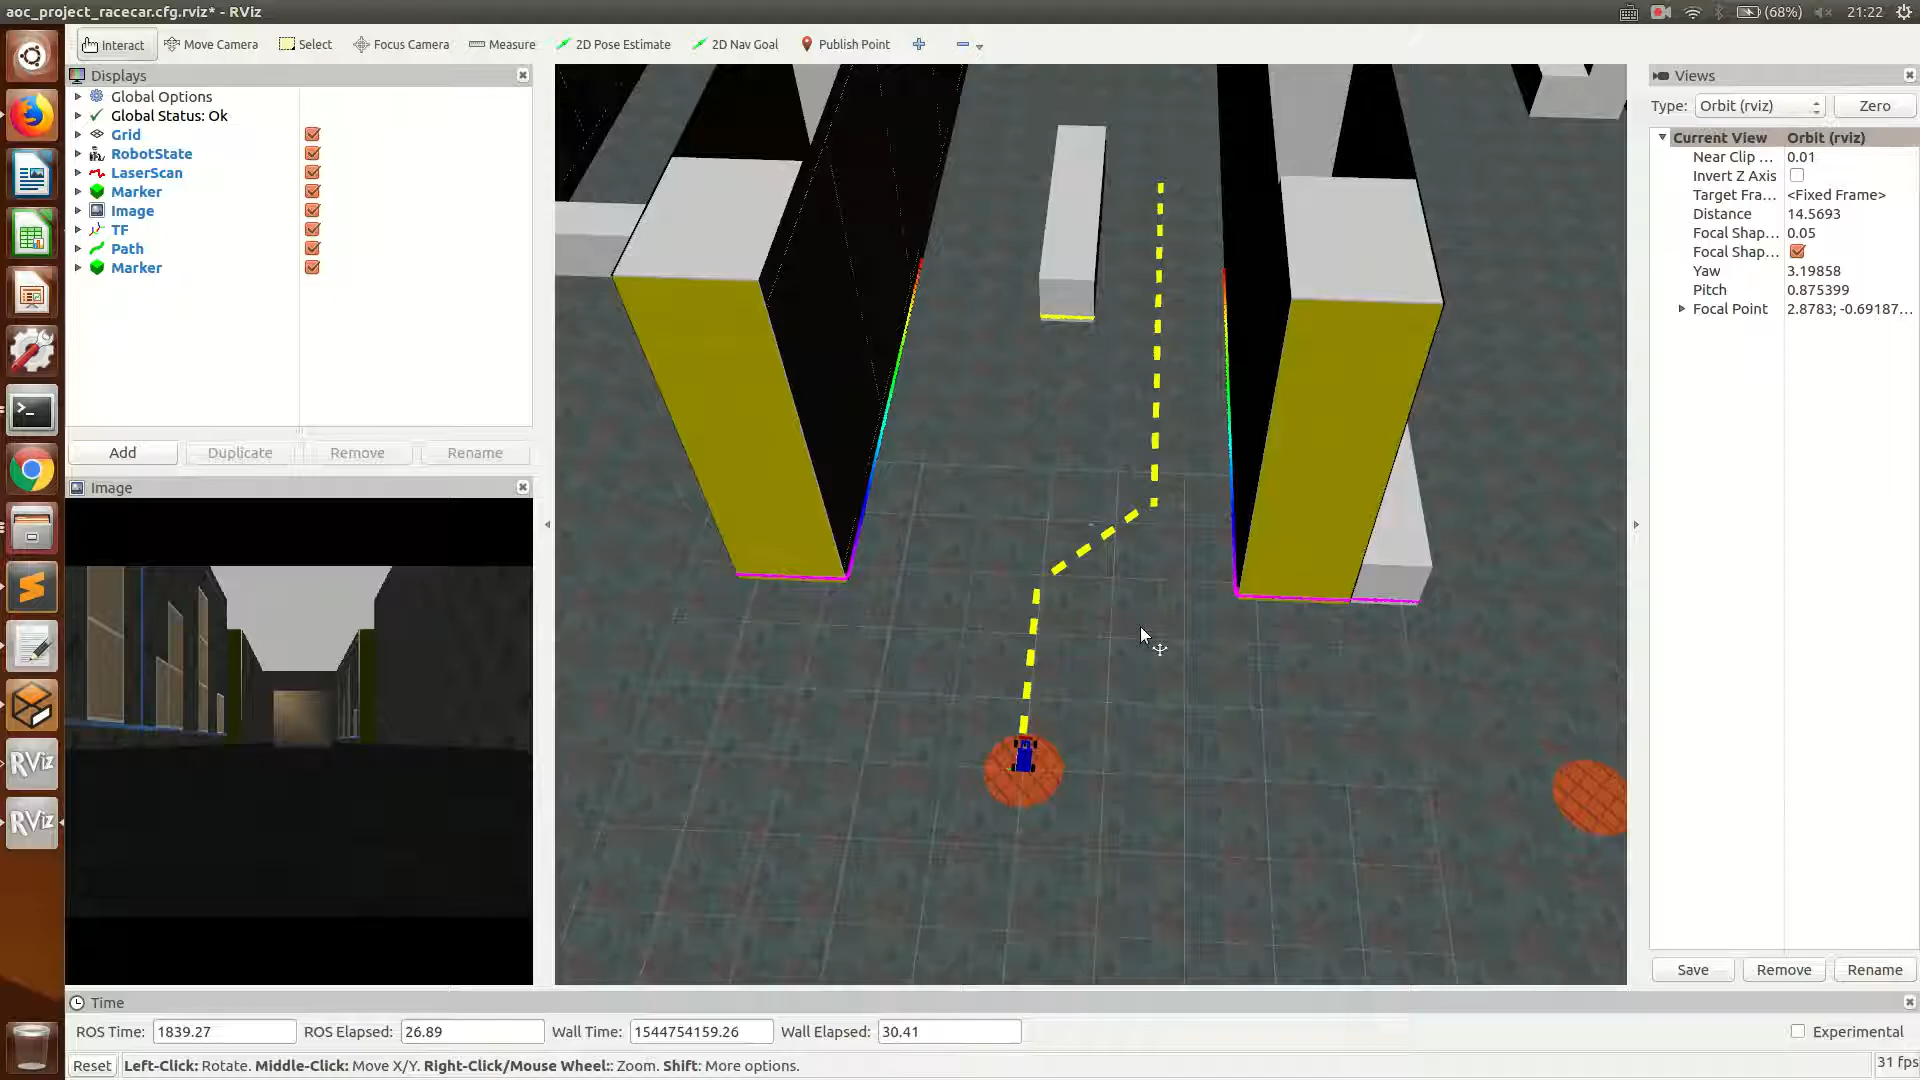 aoc_project_racecar.cfg.rviz* - RViz
(68%)
21:22
Interact
Move Camera
Select
Focus Camera
Measure
2D Pose Estimate
2D Nav Goal
Publish Point
Displays
Global Options
Global Status: Ok
Grid
RobotState
LaserScan
Marker
Image
TF
Path
Marker
Add
Duplicate
Remove
Rename
Image
Views
Type:
Orbit (rviz)
Zero
Current View
Orbit (rviz)
Near Clip ...
0.01
Invert Z Axis
Target Fra...
<Fixed Frame>
Distance
14.5693
Focal Shap...
0.05
Focal Shap...
Yaw
3.19858
Pitch
0.875399
Focal Point
2.8783; -0.69187...
Save
Remove
Rename
RViz
RViz
Time
ROS Time:
1839.27
ROS Elapsed:
26.89
Wall Time:
1544754159.26
Wall Elapsed:
30.41
Experimental
Reset
Left-Click: Rotate. Middle-Click: Move X/Y. Right-Click/Mouse Wheel:: Zoom. Shift: More options.
31 fps